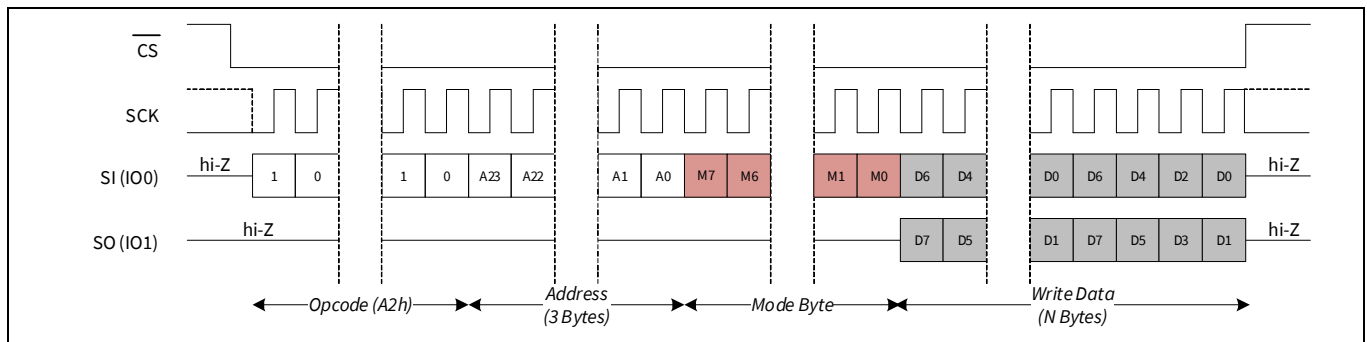 CS
SCK
SI (IO0) hi-Z 1 0 1 0 A23 A22 A1 A0 M7 M6 M1 M0 D6 D4 D0 D6 D4 D2 D0 hi-Z
SO (IO1) hi-Z D7 D5 D1 D7 D5 D3 D1 hi-Z
Opcode (A2h) Address Mode Byte Write Data
(3 Bytes) (N Bytes)